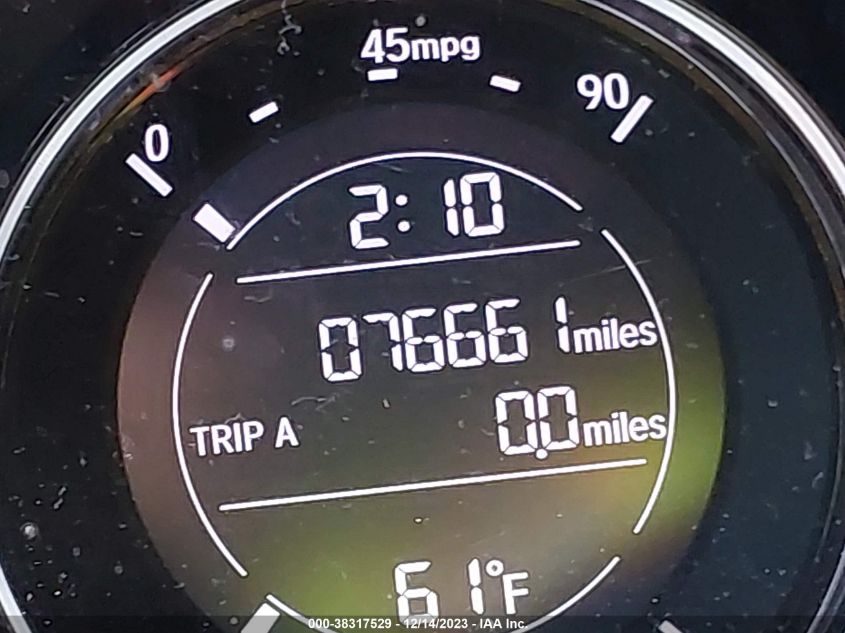 45mpg
0
90
2:10
076661miles
TRIP A 0.0miles
61°F
000-38317529 - 12/14/2023 - IAA Inc.